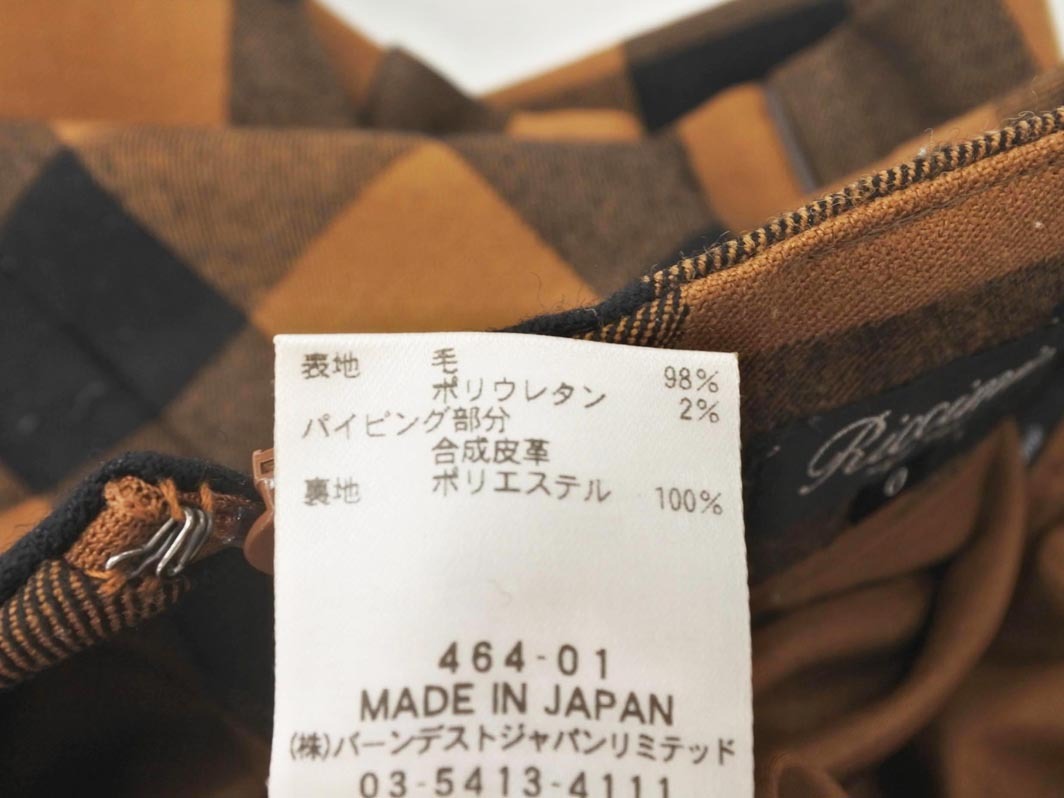 表地 毛 98%
ポリウレタン 2%
パイピング部分
合成皮革
裏地 ポリエステル 100%
464-01
MADE IN JAPAN
(株)バーンデストジャパンリミテッド
03-5413-4111
0